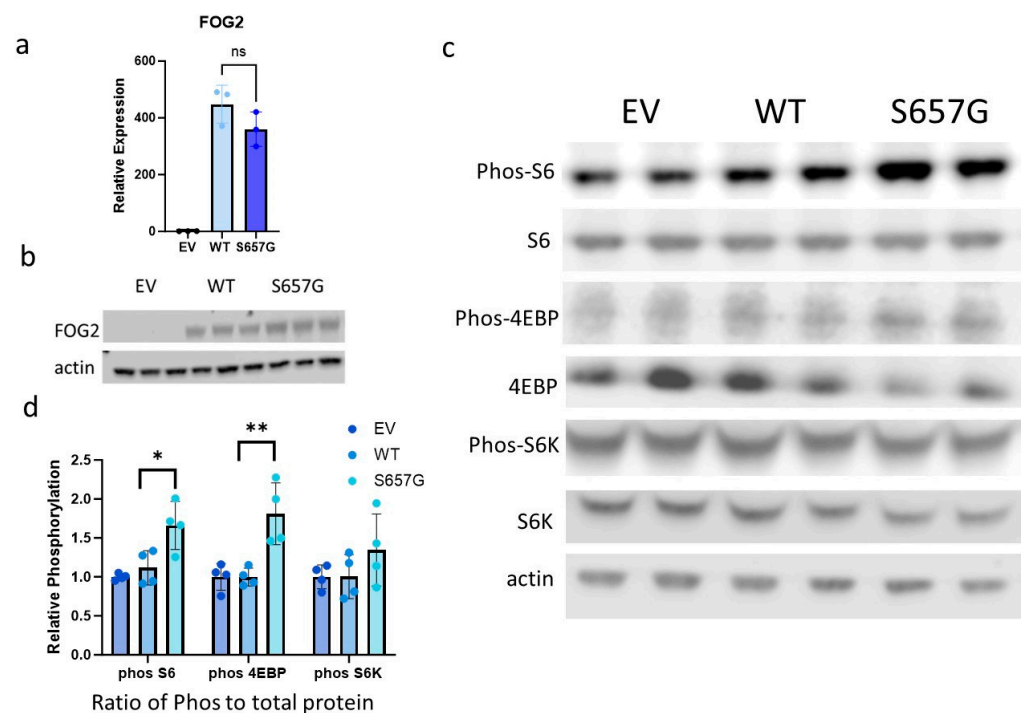 a
FOG2
ns
600
400
200
0
Relative Expression
EV WT S657G
b
EV WT S657G
FOG2
actin
c
EV WT S657G
Phos-S6
S6
Phos-4EBP
4EBP
Phos-S6K
S6K
actin
d
EV
WT
S657G
* **
2.5
2.0
1.5
1.0
0.5
0.0
Relative Phosphorylation
phos S6 phos 4EBP phos S6K
Ratio of Phos to total protein